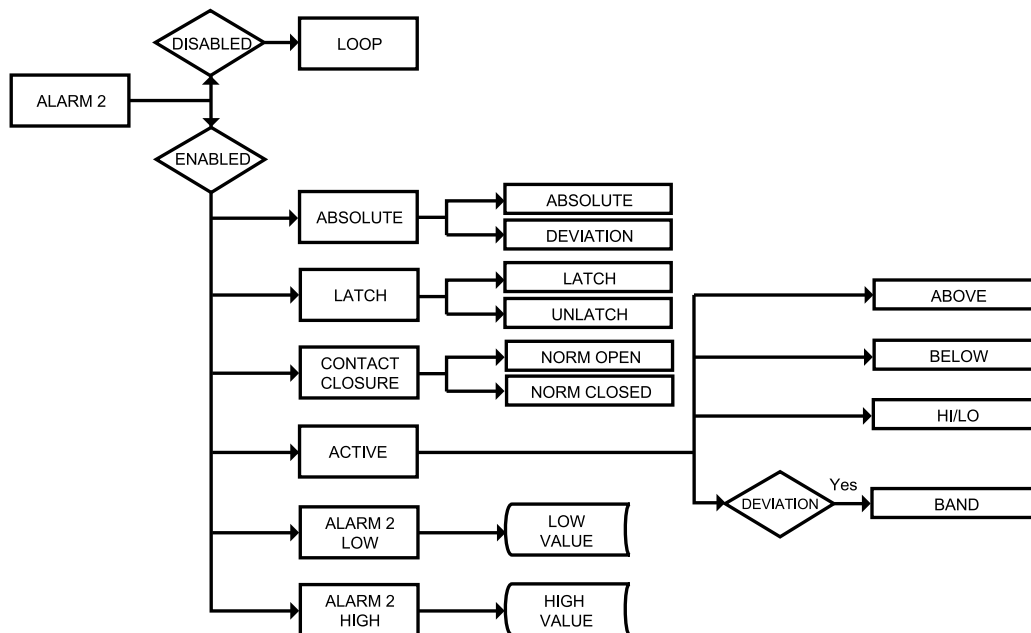 DISABLED
LOOP
ALARM 2
ENABLED
ABSOLUTE
ABSOLUTE
DEVIATION
LATCH
LATCH
UNLATCH
ABOVE
CONTACT
CLOSURE
NORM OPEN
NORM CLOSED
BELOW
HI/LO
ACTIVE
DEVIATION
Yes
BAND
ALARM 2
LOW
LOW
VALUE
ALARM 2
HIGH
HIGH
VALUE